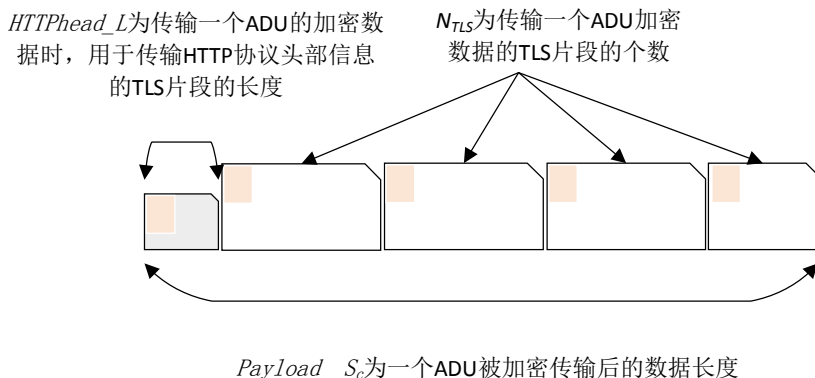 HTTPhead_L为传输一个ADU的加密数
据时，用于传输HTTP协议头部信息
的TLS片段的长度
N_TLS为传输一个ADU加密
数据的TLS片段的个数
Payload S_c为一个ADU被加密传输后的数据长度